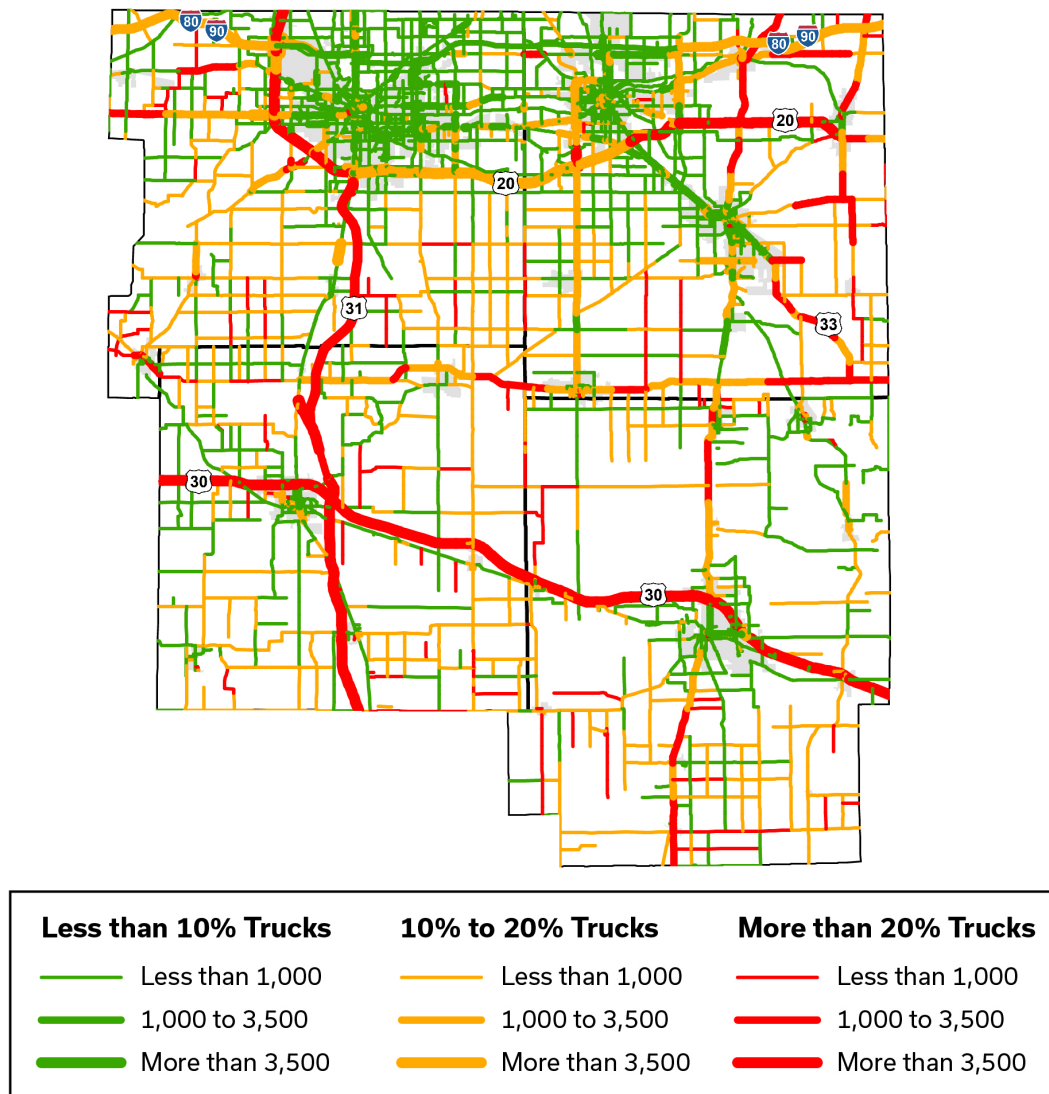 80
90
80
90
20
20
31
33
30
30
Less than 10% Trucks
10% to 20% Trucks
More than 20% Trucks
Less than 1,000
Less than 1,000
Less than 1,000
1,000 to 3,500
1,000 to 3,500
1,000 to 3,500
More than 3,500
More than 3,500
More than 3,500